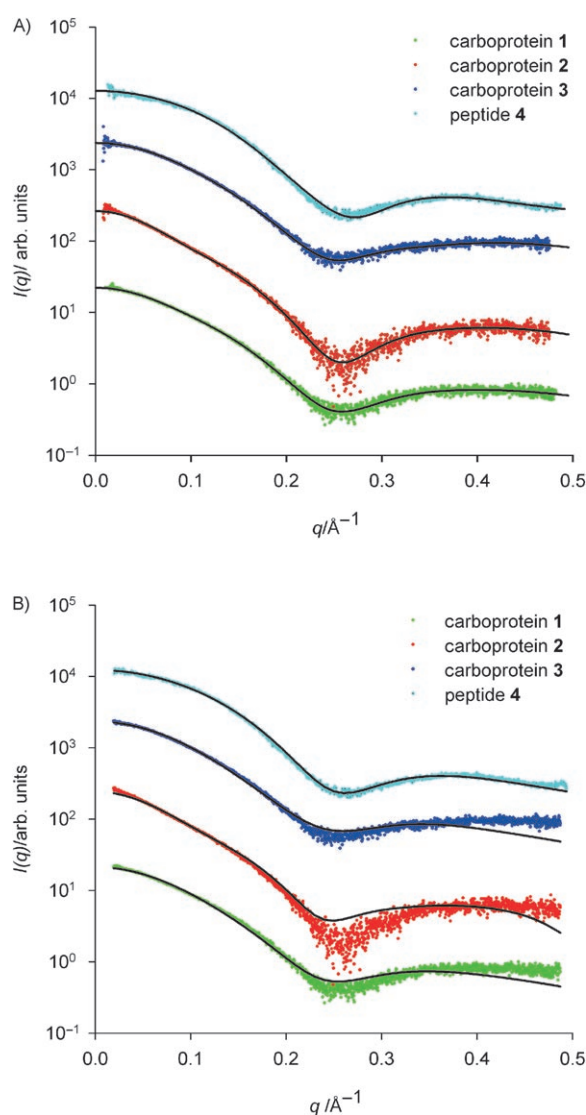 A)
10^5
10^4
10^3
10^2
10^1
10^0
10^−1
I(q)/ arb. units
carboprotein 1
carboprotein 2
carboprotein 3
peptide 4
0.0 0.1 0.2 0.3 0.4 0.5
q/Å^−1
B)
10^5
10^4
10^3
10^2
10^1
10^0
10^−1
I(q)/arb. units
carboprotein 1
carboprotein 2
carboprotein 3
peptide 4
0.0 0.1 0.2 0.3 0.4 0.5
q /Å^−1